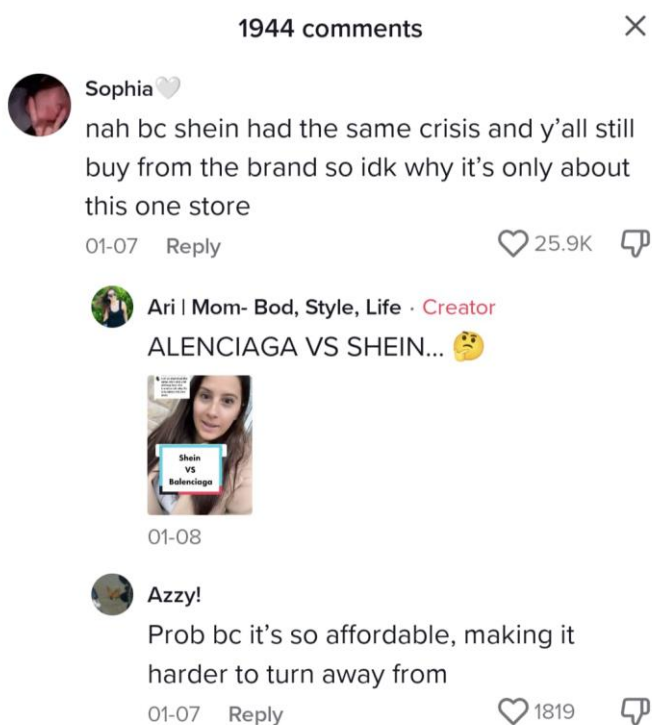 1944 comments
Sophia🤍
nah bc shein had the same crisis and y'all still
buy from the brand so idk why it's only about
this one store
01-07 Reply 25.9K
Ari | Mom- Bod, Style, Life · Creator
ALENCIAGA VS SHEIN... 🤔
Shein
VS
Balenciaga
01-08
Azzy!
Prob bc it's so affordable, making it
harder to turn away from
01-07 Reply 1819